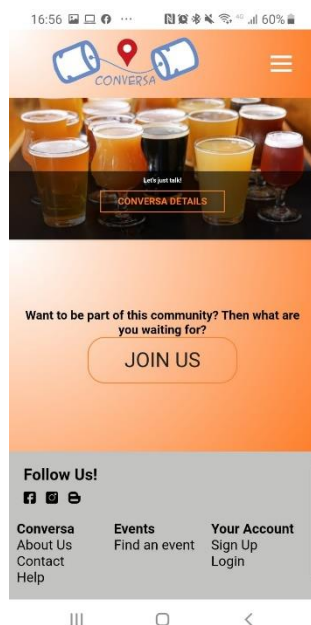 16:56
4G
60%
CONVERSA
Let's just talk!
CONVERSA DETAILS
Want to be part of this community? Then what are
you waiting for?
JOIN US
Follow Us!
Conversa Events Your Account
About Us Find an event Sign Up
Contact Login
Help